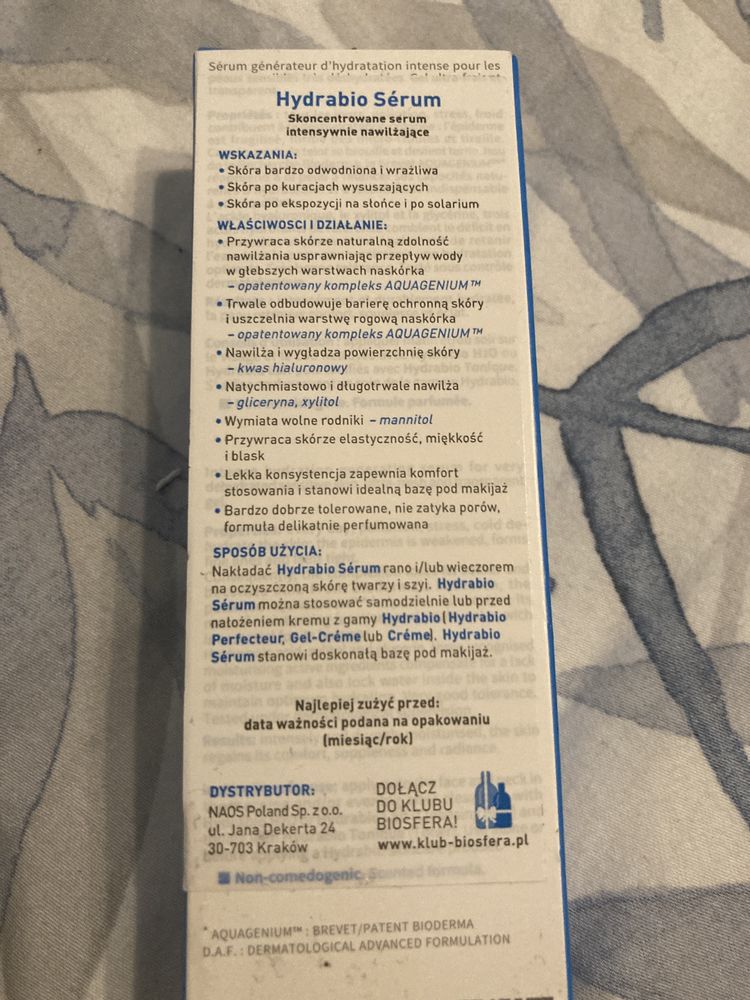 Sérum générateur d'hydratation intense pour les
Hydrabio Sérum
Skoncentrowane serum
intensywnie nawilżające
WSKAZANIA:
• Skóra bardzo odwodniona i wrażliwa
• Skóra po kuracjach wysuszających
• Skóra po ekspozycji na słońce i po solarium
WŁAŚCIWOSCI I DZIAŁANIE:
• Przywraca skórze naturalną zdolność
nawilżania usprawniając przepływ wody
w głebszych warstwach naskórka
– opatentowany kompleks AQUAGENIUM™
• Trwale odbudowuje barierę ochronną skóry
i uszczelnia warstwę rogową naskórka
– opatentowany kompleks AQUAGENIUM™
• Nawilża i wygładza powierzchnię skóry
– kwas hialuronowy
• Natychmiastowo i długotrwale nawilża
– gliceryna, xylitol
• Wymiata wolne rodniki – mannitol
• Przywraca skórze elastyczność, miękkość
i blask
• Lekka konsystencja zapewnia komfort
stosowania i stanowi idealną bazę pod makijaż
• Bardzo dobrze tolerowane, nie zatyka porów,
formuła delikatnie perfumowana
SPOSÓB UŻYCIA:
Nakładać Hydrabio Sérum rano i/lub wieczorem
na oczyszczoną skórę twarzy i szyi. Hydrabio
Sérum można stosować samodzielnie lub przed
nałożeniem kremu z gamy Hydrabio (Hydrabio
Perfecteur, Gel-Créme lub Créme). Hydrabio
Sérum stanowi doskonałą bazę pod makijaż.
Najlepiej zużyć przed:
data ważności podana na opakowaniu
(miesiąc/rok)
DYSTRYBUTOR:
NAOS Poland Sp. z o.o.
ul. Jana Dekerta 24
30-703 Kraków
DOŁĄCZ
DO KLUBU
BIOSFERA!
www.klub-biosfera.pl
Non-comedogenic. Scented formula.
* AQUAGENIUM™ : BREVET/PATENT BIODERMA
D.A.F. : DERMATOLOGICAL ADVANCED FORMULATION